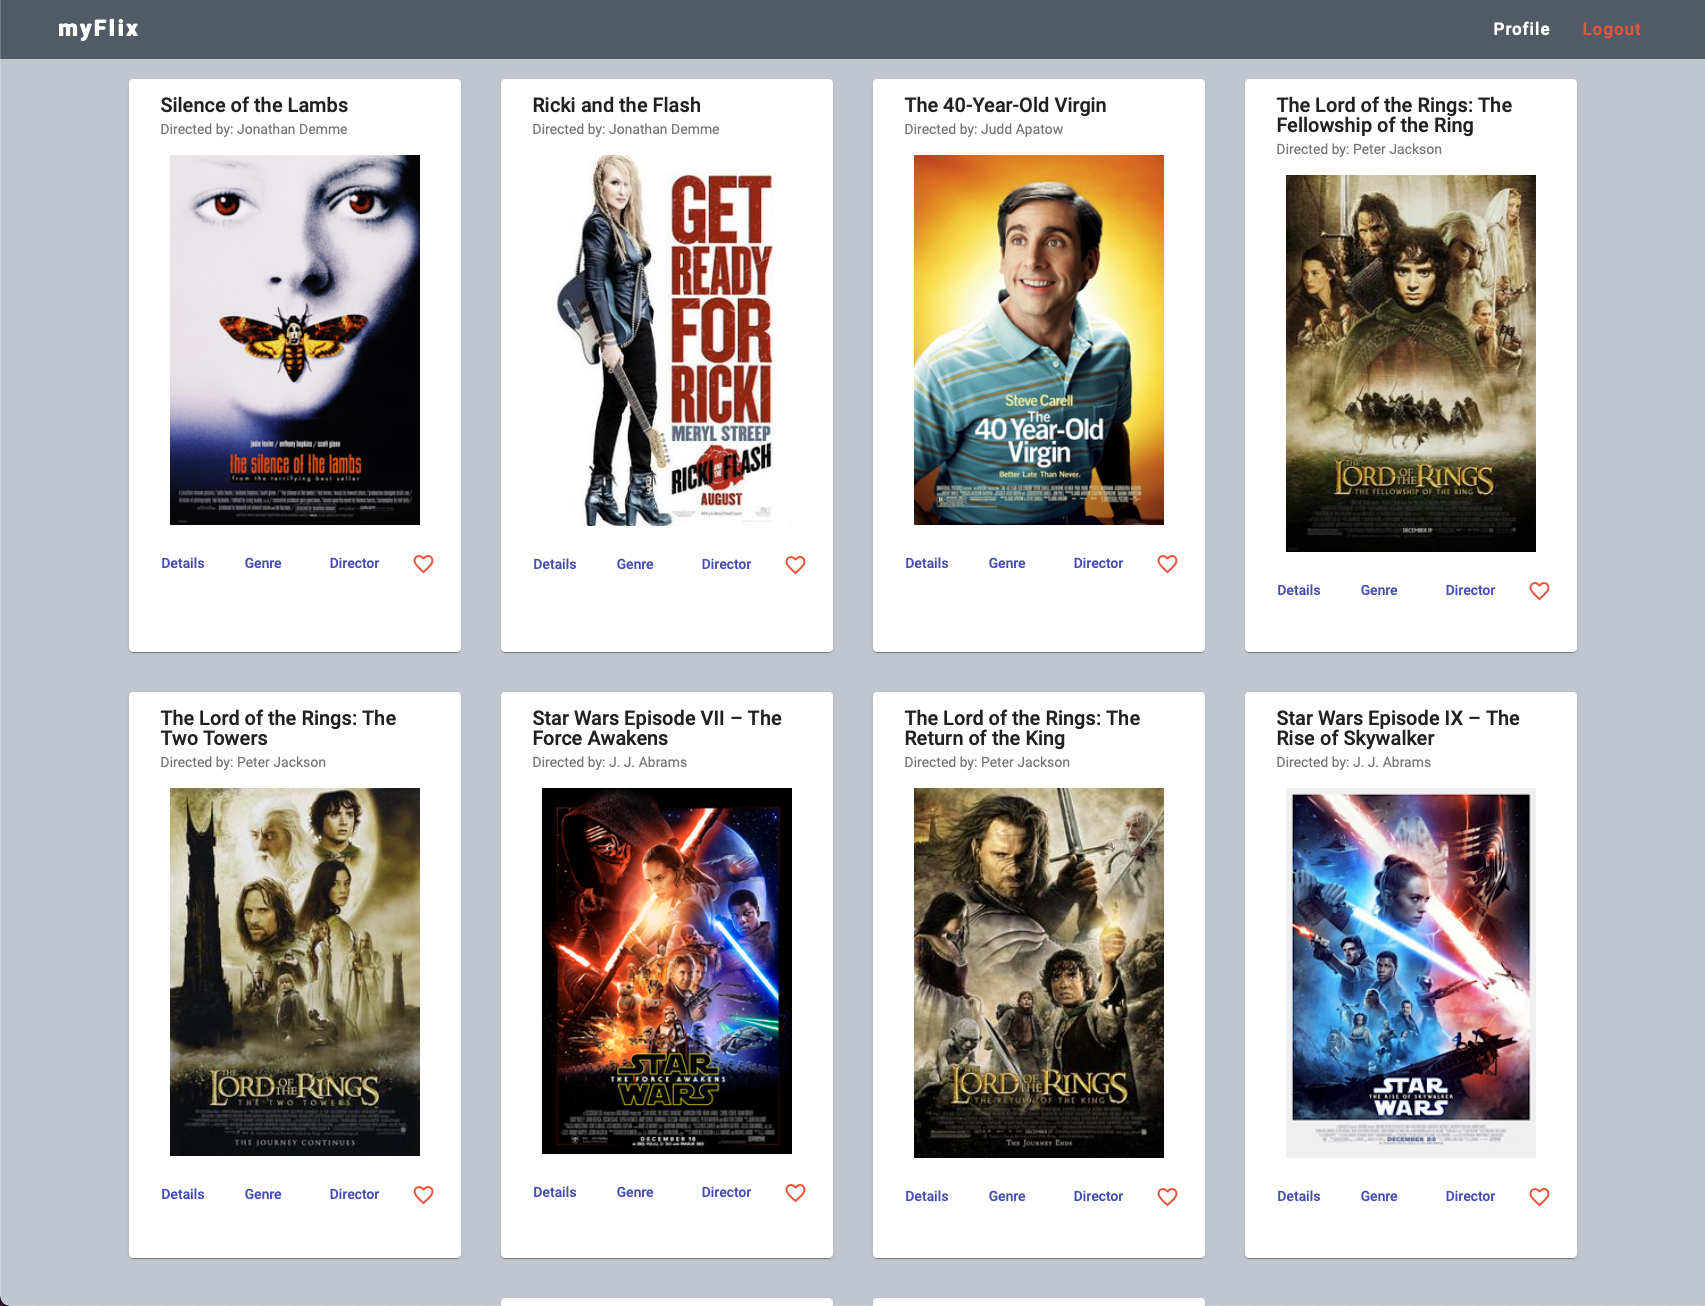 myFlix
Profile
Logout
Silence of the Lambs
Directed by: Jonathan Demme
jodie foster / anthony hopkins / scott glenn
the silence of the lambs
from the terrifying best seller
Details
Genre
Director
Ricki and the Flash
Directed by: Jonathan Demme
GET
READY
FOR
RICKI
MERYL STREEP
RICKI AND THE FLASH
AUGUST
Details
Genre
Director
The 40-Year-Old Virgin
Directed by: Judd Apatow
Steve Carell
The
40 Year-Old
Virgin
Better Late Than Never.
Details
Genre
Director
The Lord of the Rings: The
Fellowship of the Ring
Directed by: Peter Jackson
THE
LORD OF THE RINGS
THE FELLOWSHIP OF THE RING
DECEMBER 19
Details
Genre
Director
The Lord of the Rings: The
Two Towers
Directed by: Peter Jackson
THE
LORD OF THE RINGS
THE TWO TOWERS
THE JOURNEY CONTINUES
Details
Genre
Director
Star Wars Episode VII – The
Force Awakens
Directed by: J. J. Abrams
STAR
THE FORCE AWAKENS
WARS
DECEMBER 18
Details
Genre
Director
The Lord of the Rings: The
Return of the King
Directed by: Peter Jackson
THE
LORD OF THE RINGS
THE RETURN OF THE KING
THE JOURNEY ENDS
Details
Genre
Director
Star Wars Episode IX – The
Rise of Skywalker
Directed by: J. J. Abrams
STAR
THE RISE OF SKYWALKER
WARS
DECEMBER 20
Details
Genre
Director